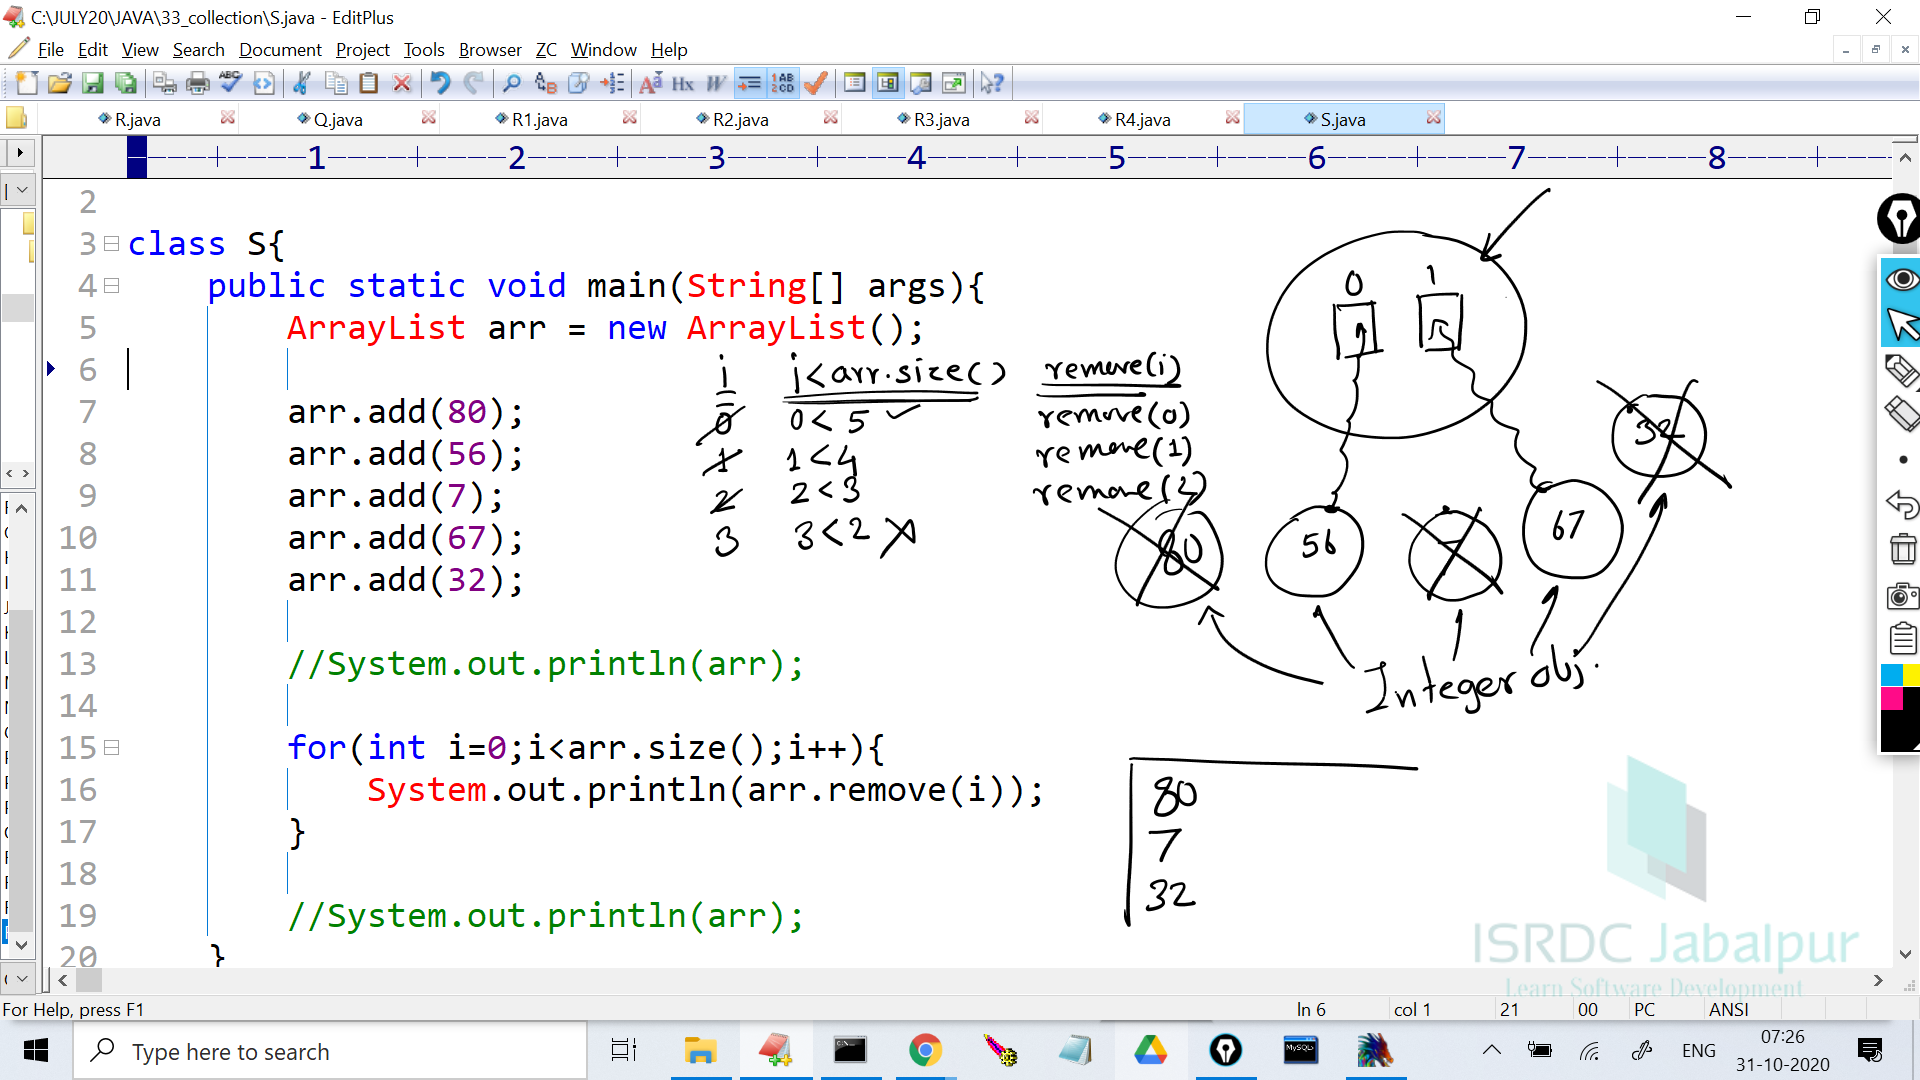 C:\JULY20\JAVA\33_collection\S.java - EditPlus
File Edit View Search Document Project Tools Browser ZC Window Help
R.java Q.java R1.java R2.java R3.java R4.java S.java
1 2 3 4 5 6 7 8
2
3 class S{
4 public static void main(String[] args){
5 ArrayList arr = new ArrayList();
6
7 arr.add(80);
8 arr.add(56);
9 arr.add(7);
10 arr.add(67);
11 arr.add(32);
12
13 //System.out.println(arr);
14
15 for(int i=0;i<arr.size();i++){
16 System.out.println(arr.remove(i));
17 }
18
19 //System.out.println(arr);
20 }
i i<arr.size() remove(i)
0 0<5 remove(0)
1 1<4 remove(1)
2 2<3 remove(2)
3 3<2
0 1
32
80 56 7 67
Integer obj.
80
7
32
ISRDC Jabalpur
Learn Software Development
For Help, press F1 ln 6 col 1 21 00 PC ANSI
Type here to search
MySQL
ENG
07:26
31-10-2020